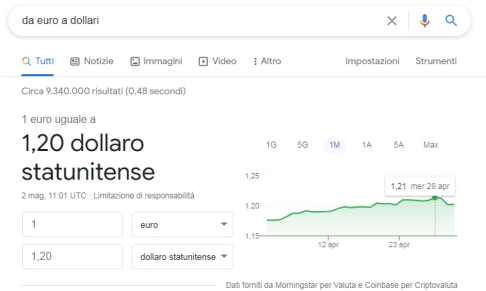 da euro a dollari
Tutti Notizie Immagini Video Altro Impostazioni Strumenti
Circa 9.340.000 risultati (0,48 secondi)
1 euro uguale a
1,20 dollaro
statunitense
2 mag, 11:01 UTC · Limitazione di responsabilità
1 euro
1,20 dollaro statunitense
1G 5G 1M 1A 5A Max
1,21 mer 28 apr
1,25
1,20
1,15
12 apr 23 apr
Dati forniti da Morningstar per Valuta e Coinbase per Criptovaluta